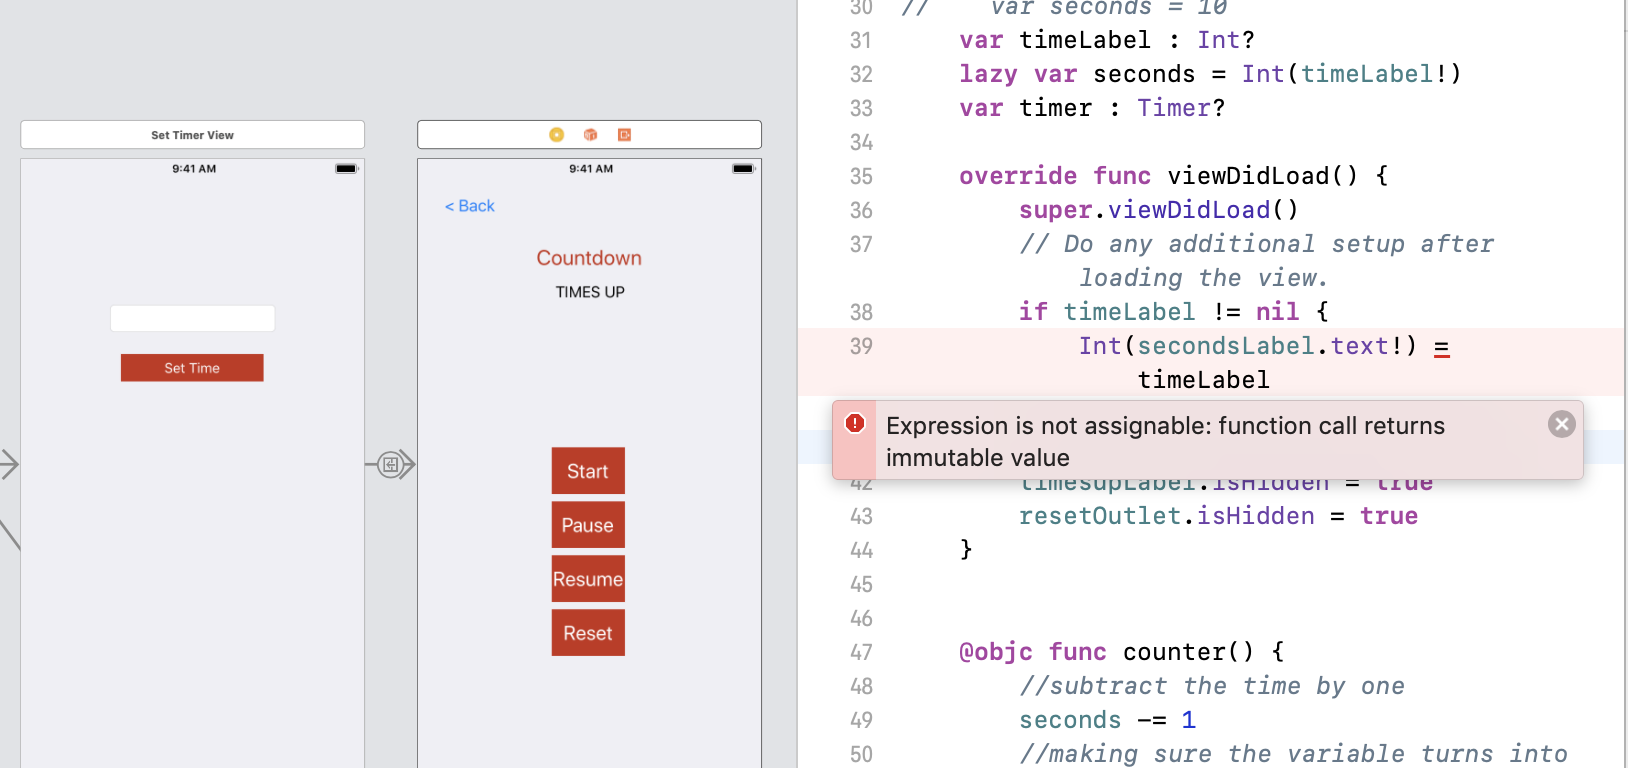 Set Timer View
9:41 AM
Set Time
9:41 AM
< Back
Countdown
TIMES UP
Start
Pause
Resume
Reset
30 // var seconds = 10
31 var timeLabel : Int?
32 lazy var seconds = Int(timeLabel!)
33 var timer : Timer?
34
35 override func viewDidLoad() {
36 super.viewDidLoad()
37 // Do any additional setup after
loading the view.
38 if timeLabel != nil {
39 Int(secondsLabel.text!) =
timeLabel
Expression is not assignable: function call returns
immutable value
42 timesupLabel.isHidden = true
43 resetOutlet.isHidden = true
44 }
45
46
47 @objc func counter() {
48 //subtract the time by one
49 seconds -= 1
50 //making sure the variable turns into